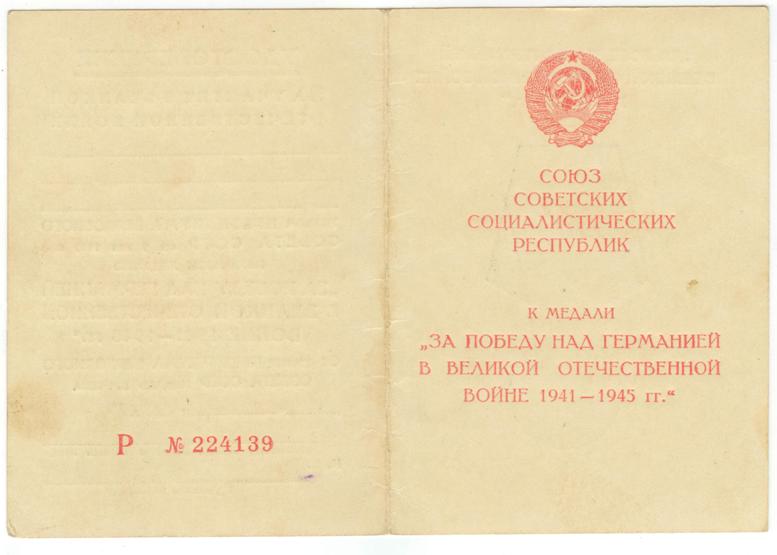 Р № 224139
СОЮЗ
СОВЕТСКИХ
СОЦИАЛИСТИЧЕСКИХ
РЕСПУБЛИК
К МЕДАЛИ
„ЗА ПОБЕДУ НАД ГЕРМАНИЕЙ
В ВЕЛИКОЙ ОТЕЧЕСТВЕННОЙ
ВОЙНЕ 1941—1945 гг.“